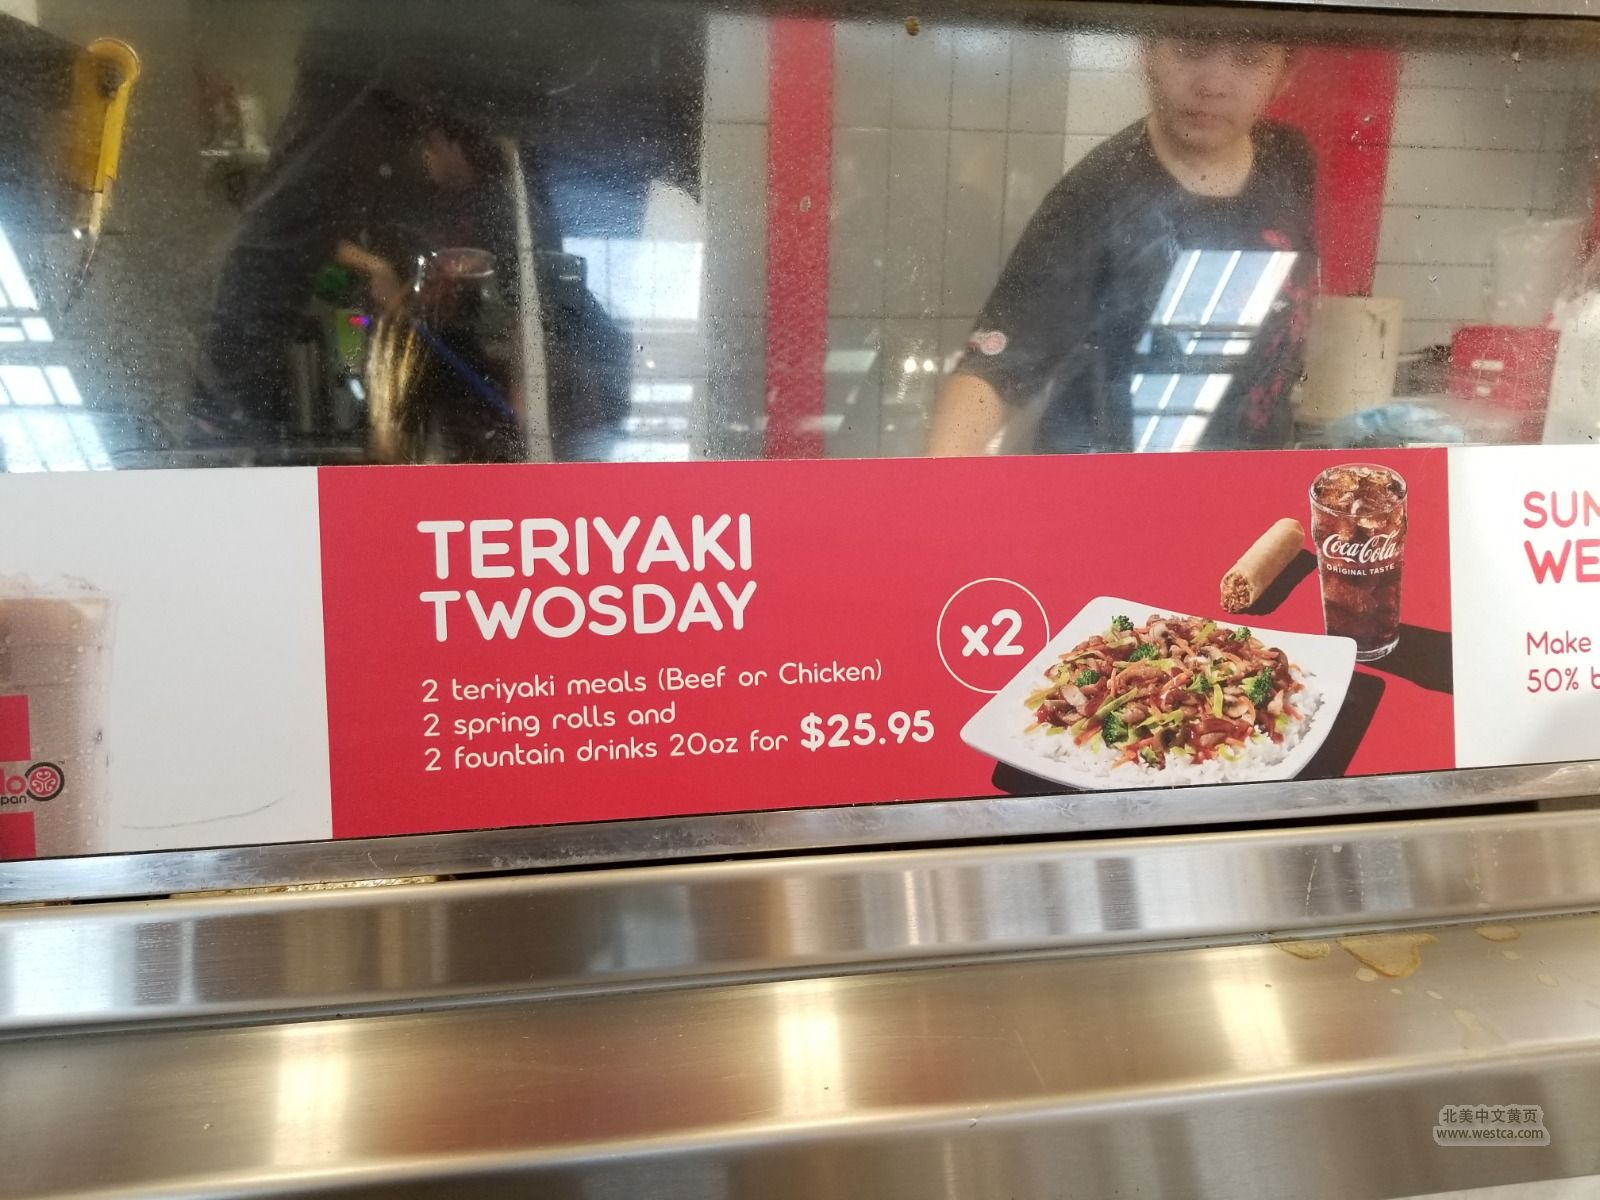 TERIYAKI
TWOSDAY
2 teriyaki meals (Beef or Chicken)
2 spring rolls and
2 fountain drinks 20oz for $25.95
x2
Coca-Cola
ORIGINAL TASTE
SUN
WE
Make
50%
pan
北美中文黄页
www.westca.com